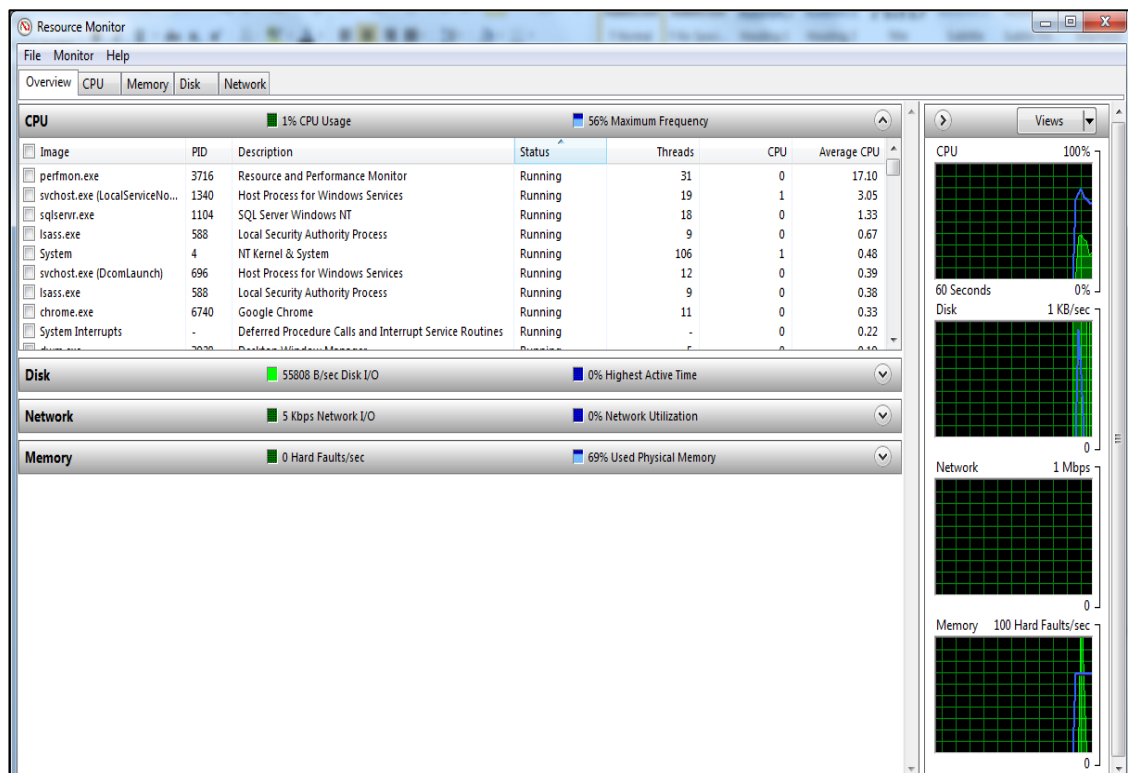 Resource Monitor
File Monitor Help
Overview CPU Memory Disk Network
CPU 1% CPU Usage 56% Maximum Frequency
Image PID Description Status Threads CPU Average CPU
perfmon.exe 3716 Resource and Performance Monitor Running 31 0 17.10
svchost.exe (LocalServiceNo... 1340 Host Process for Windows Services Running 19 1 3.05
sqlservr.exe 1104 SQL Server Windows NT Running 18 0 1.33
lsass.exe 588 Local Security Authority Process Running 9 0 0.67
System 4 NT Kernel & System Running 106 1 0.48
svchost.exe (DcomLaunch) 696 Host Process for Windows Services Running 12 0 0.39
lsass.exe 588 Local Security Authority Process Running 9 0 0.38
chrome.exe 6740 Google Chrome Running 11 0 0.33
System Interrupts - Deferred Procedure Calls and Interrupt Service Routines Running - 0 0.22
Disk 55808 B/sec Disk I/O 0% Highest Active Time
Network 5 Kbps Network I/O 0% Network Utilization
Memory 0 Hard Faults/sec 69% Used Physical Memory
Views
CPU 100%
60 Seconds 0%
Disk 1 KB/sec
0
Network 1 Mbps
0
Memory 100 Hard Faults/sec
0